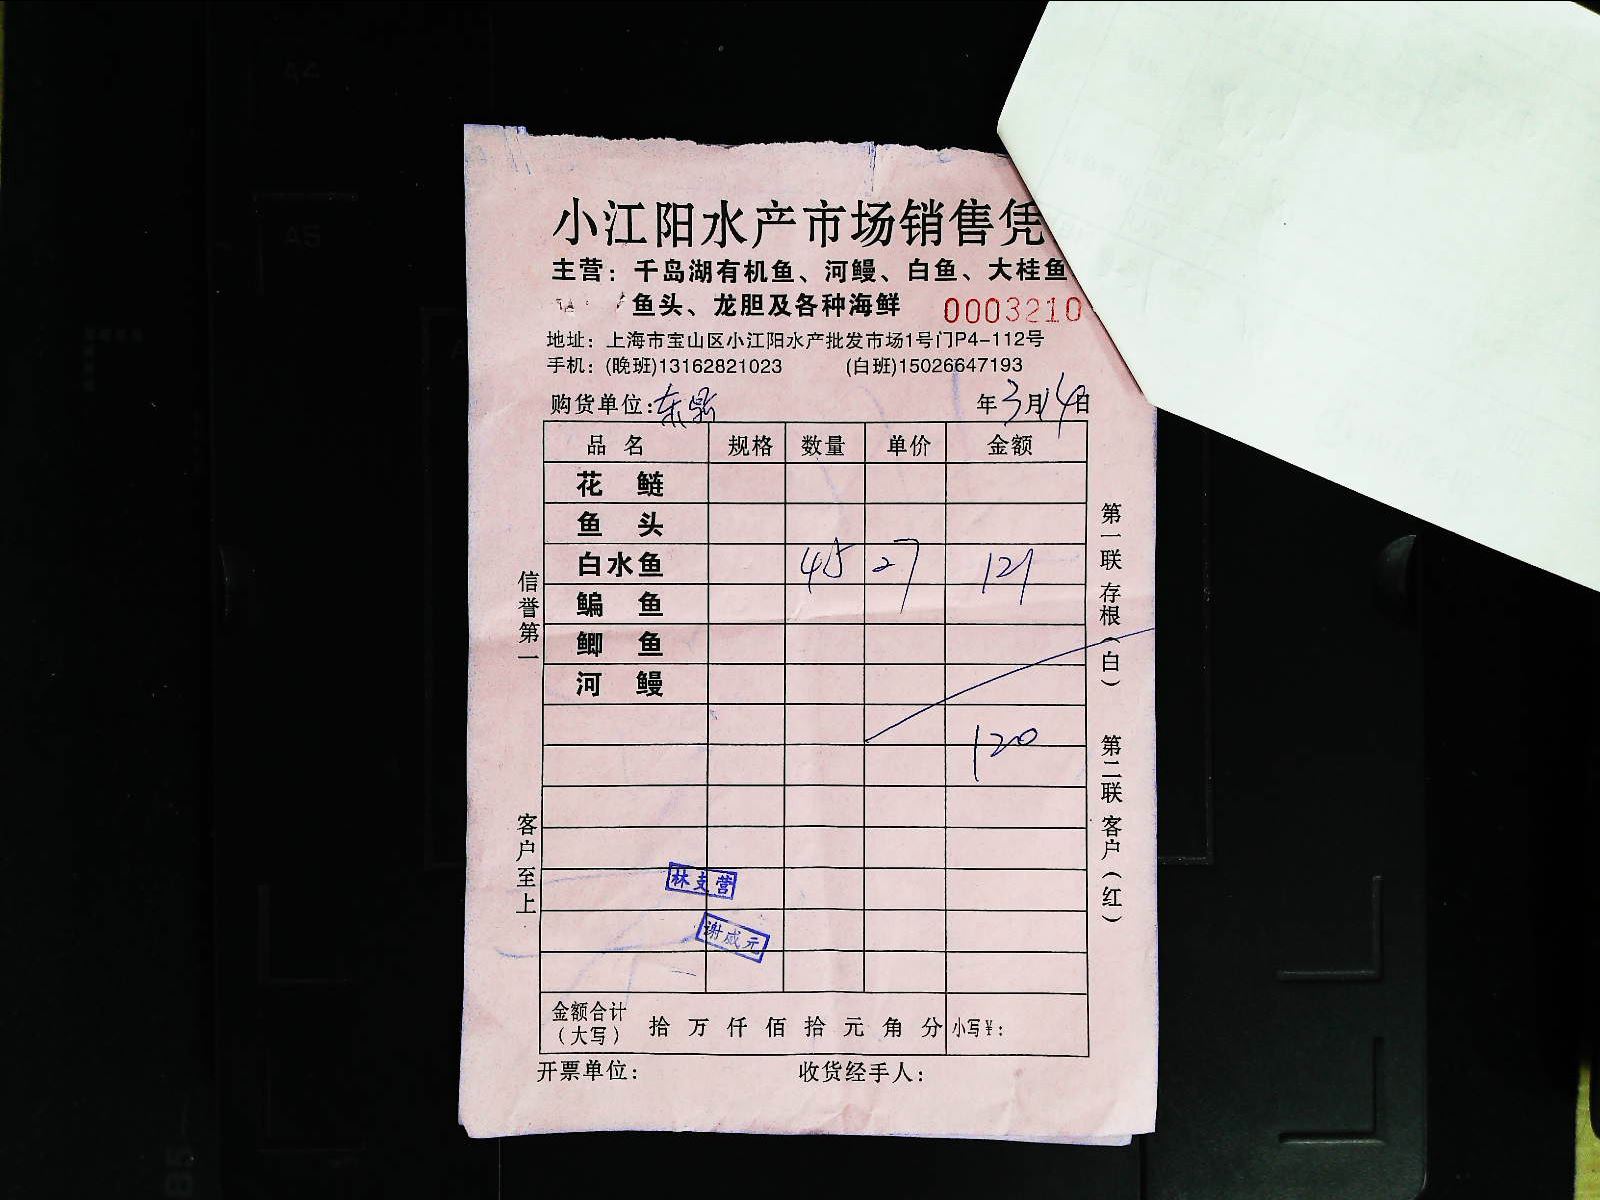 小江阳水产市场销售凭
主营：千岛湖有机鱼、河鳗、白鱼、大桂鱼
鱼头、龙胆及各种海鲜 0003210
地址：上海市宝山区小江阳水产批发市场1号门P4-112号
手机：(晚班)13162821023 (白班)15026647193
购货单位：东鼎 年3月14日
品名 规格 数量 单价 金额
花鲢
鱼头
白水鱼 45 27 121
鳊鱼
鲫鱼
河鳗
120
林支营
谢成元
金额合计（大写） 拾万仟佰拾元角分 小写¥：
开票单位： 收货经手人：
信誉第一
客户至上
第一联 存根（白）
第二联 客户（红）
A4
A5
B5